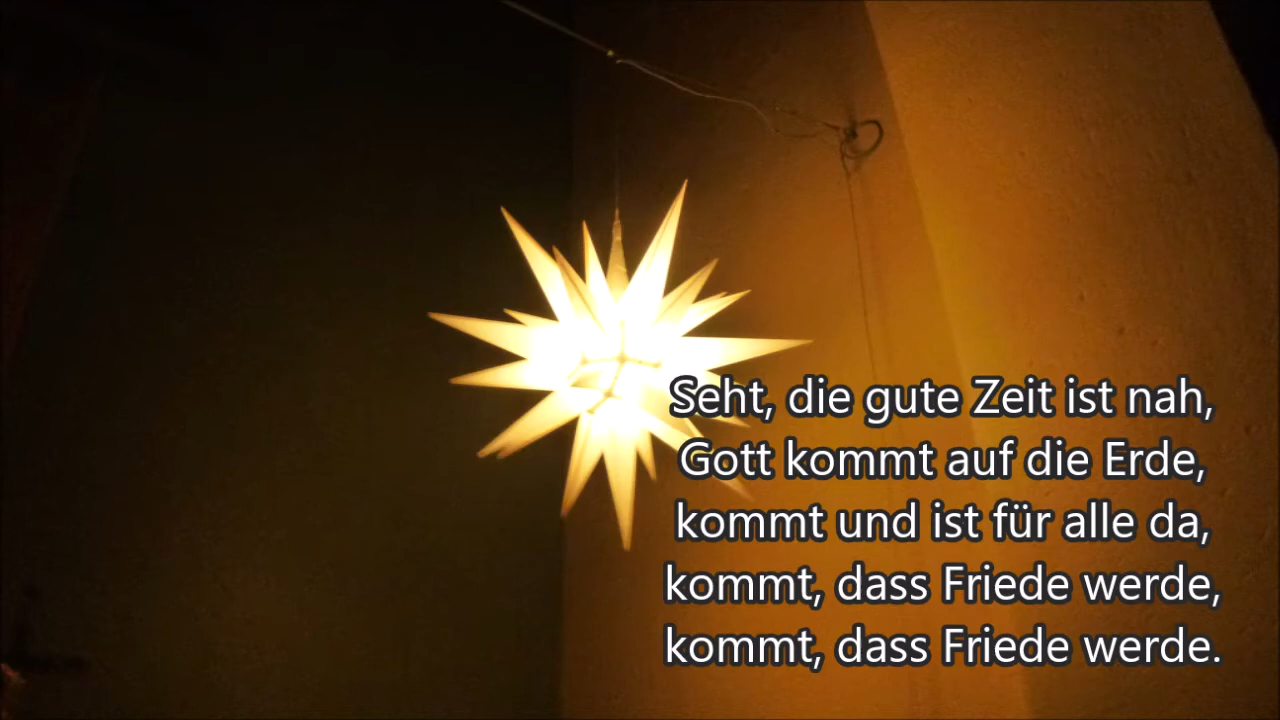 Seht, die gute Zeit ist nah,
Gott kommt auf die Erde,
kommt und ist für alle da,
kommt, dass Friede werde,
kommt, dass Friede werde.